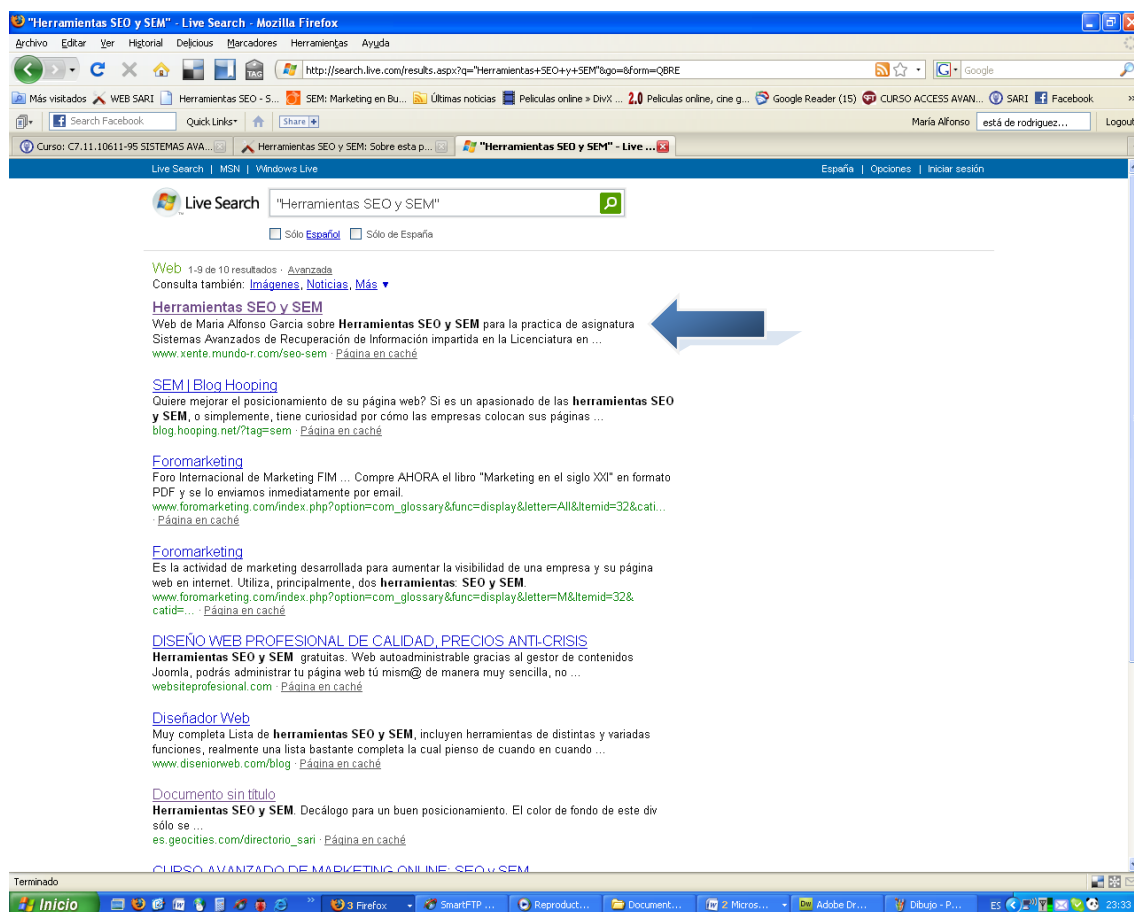 "Herramientas SEO y SEM" - Live Search - Mozilla Firefox
Archivo Editar Ver Historial Delicious Marcadores Herramientas Ayuda
TAG http://search.live.com/results.aspx?q="Herramientas+SEO+y+SEM"&go=&form=QBRE G Google
Más visitados WEB SARI Herramientas SEO - S... SEM: Marketing en Bu... Últimas noticias Peliculas online » DivX ... 2.0 Peliculas online, cine g... Google Reader (15) CURSO ACCESS AVAN... SARI Facebook »
Search Facebook Quick Links Share + María Alfonso está de rodriguez... Logout
Curso: C7.11.10611-95 SISTEMAS AVA... Herramientas SEO y SEM: Sobre esta p... "Herramientas SEO y SEM" - Live ...
Live Search | MSN | Windows Live España | Opciones | Iniciar sesión
Live Search "Herramientas SEO y SEM"
Sólo Español Sólo de España
Web 1-9 de 10 resultados · Avanzada
Consulta también: Imágenes, Noticias, Más ▼
Herramientas SEO y SEM
Web de Maria Alfonso Garcia sobre Herramientas SEO y SEM para la practica de asignatura
Sistemas Avanzados de Recuperación de Información impartida en la Licenciatura en ...
www.xente.mundo-r.com/seo-sem · Página en caché
SEM | Blog Hooping
Quiere mejorar el posicionamiento de su página web? Si es un apasionado de las herramientas SEO
y SEM, o simplemente, tiene curiosidad por cómo las empresas colocan sus páginas ...
blog.hooping.net/?tag=sem · Página en caché
Foromarketing
Foro Internacional de Marketing FIM ... Compre AHORA el libro "Marketing en el siglo XXI" en formato
PDF y se lo enviamos inmediatamente por email.
www.foromarketing.com/index.php?option=com_glossary&func=display&letter=All&Itemid=32&cati...
· Página en caché
Foromarketing
Es la actividad de marketing desarrollada para aumentar la visibilidad de una empresa y su página
web en internet. Utiliza, principalmente, dos herramientas: SEO y SEM.
www.foromarketing.com/index.php?option=com_glossary&func=display&letter=M&Itemid=32&
catid=... · Página en caché
DISEÑO WEB PROFESIONAL DE CALIDAD, PRECIOS ANTI-CRISIS
Herramientas SEO y SEM gratuitas. Web autoadministrable gracias al gestor de contenidos
Joomla, podrás administrar tu página web tú mism@ de manera muy sencilla, no ...
websiteprofesional.com · Página en caché
Diseñador Web
Muy completa Lista de herramientas SEO y SEM, incluyen herramientas de distintas y variadas
funciones, realmente una lista bastante completa la cual pienso de cuando en cuando ...
www.diseniorweb.com/blog · Página en caché
Documento sin título
Herramientas SEO y SEM. Decálogo para un buen posicionamiento. El color de fondo de este div
sólo se ...
es.geocities.com/directorio_sari · Página en caché
CURSO AVANZADO DE MARKETING ONLINE: SEO y SEM
Terminado
Inicio » 3 Firefox SmartFTP ... Reproduct... Document... 2 Micros... Adobe Dr... Dibujo - P... ES 23:33